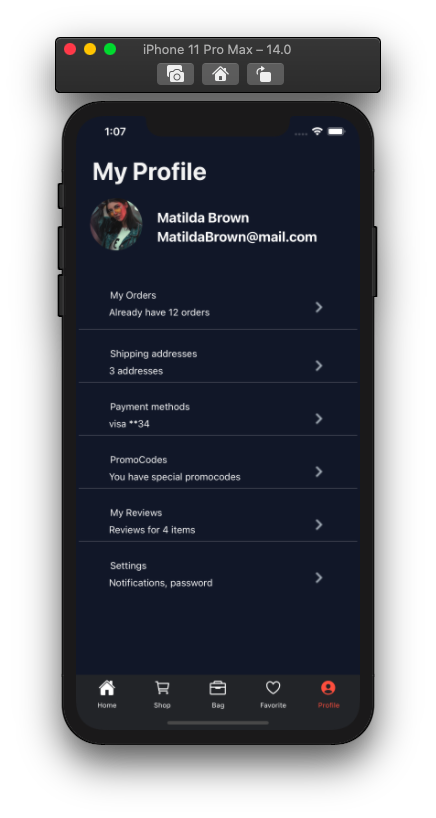 iPhone 11 Pro Max – 14.0
1:07
My Profile
Matilda Brown
MatildaBrown@mail.com
My Orders
Already have 12 orders
Shipping addresses
3 addresses
Payment methods
visa **34
PromoCodes
You have special promocodes
My Reviews
Reviews for 4 items
Settings
Notifications, password
Home Shop Bag Favorite Profile